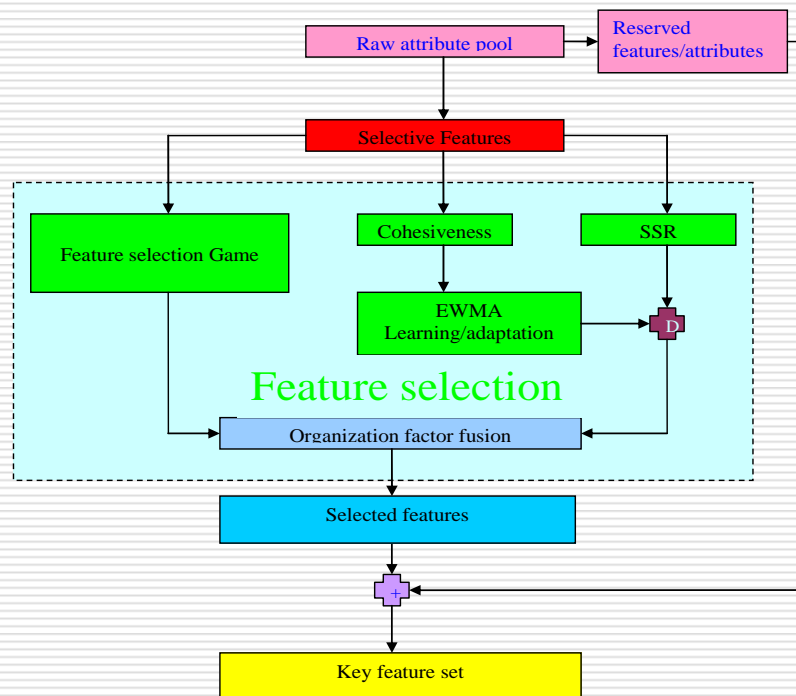 Raw attribute pool
Reserved
features/attributes
Selective Features
Feature selection Game
Cohesiveness
SSR
EWMA
Learning/adaptation
D
Feature selection
Organization factor fusion
Selected features
+
Key feature set